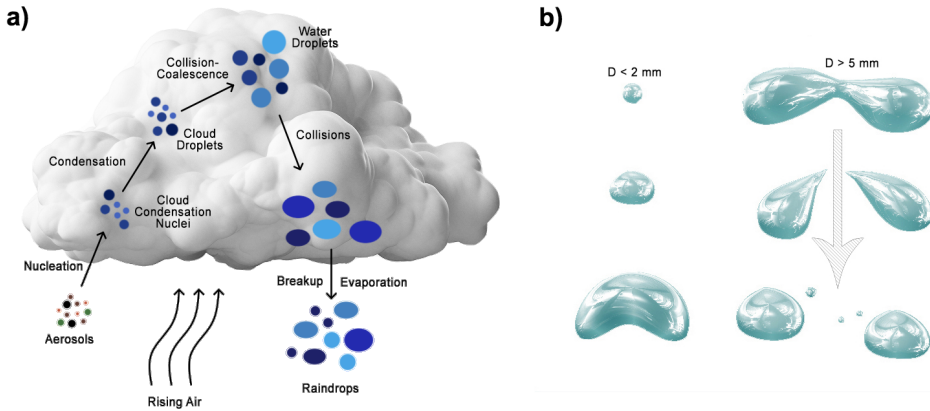 a)
Water
Droplets
Collision-
Coalescence
Collisions
Cloud
Droplets
Condensation
Cloud
Condensation
Nuclei
Nucleation
Aerosols
Rising Air
Breakup
Evaporation
Raindrops
b)
D < 2 mm
D > 5 mm